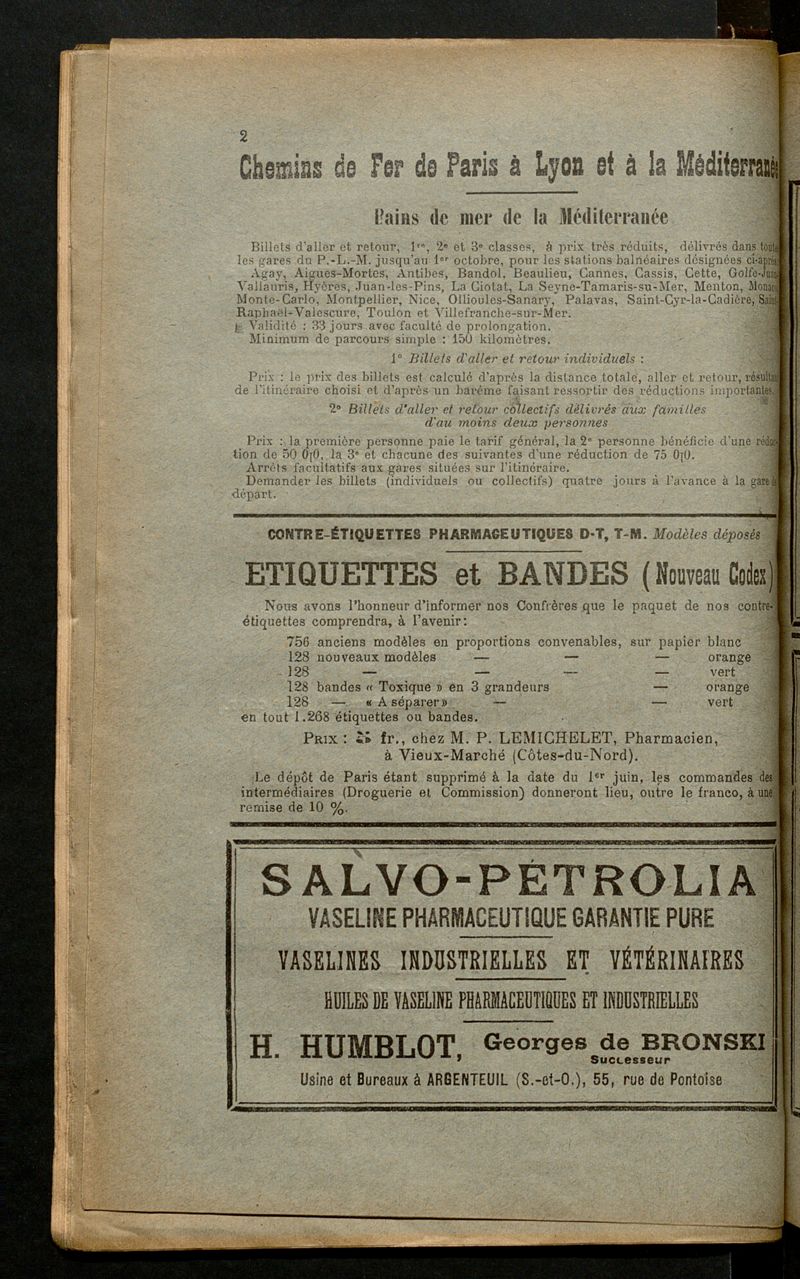 2
Chemins de Fer de Paris à Lyon et à la Méditerranée
Bains de mer de la Méditerranée
Billets d'aller et retour, 1re, 2e et 3e classes, à prix très réduits, délivrés dans
les gares du P.-L.-M. jusqu'au 1er octobre, pour les stations balnéaires désignées
Agay, Aigues-Mortes, Antibes, Bandol, Beaulieu, Cannes, Cassis, Cette, Golfe-
Vallauris, Hyères, Juan-les-Pins, La Ciotat, La Seyne-Tamaris-su-Mer, Menton,
Monte-Carlo, Montpellier, Nice, Ollioules-Sanary, Palavas, Saint-Cyr-la-Cadière,
Raphaël-Valescure, Toulon et Villefranche-sur-Mer.
Validité : 33 jours avec faculté de prolongation.
Minimum de parcours simple : 150 kilomètres.
1° Billets d'aller et retour individuels :
Prix : le prix des billets est calculé d'après la distance totale, aller et retour,
de l'itinéraire choisi et d'après un barème faisant ressortir des réductions importantes.
2° Billets d'aller et retour collectifs délivrés aux familles
d'au moins deux personnes
Prix : la première personne paie le tarif général, la 2e personne bénéficie d'une réduc-
tion de 50 0/0, la 3e et chacune des suivantes d'une réduction de 75 0/0.
Arrêts facultatifs aux gares situées sur l'itinéraire.
Demander les billets (individuels ou collectifs) quatre jours à l'avance à la gare
départ.
CONTRE-ÉTIQUETTES PHARMACEUTIQUES D-T, T-M. Modèles déposés
ETIQUETTES et BANDES (Nouveau Codex)
Nous avons l'honneur d'informer nos Confrères que le paquet de nos contre-
étiquettes comprendra, à l'avenir:
756 anciens modèles en proportions convenables, sur papier blanc
128 nouveaux modèles — — — orange
128 — — — — vert
128 bandes « Toxique » en 3 grandeurs — orange
128 — « A séparer » — — vert
en tout 1.268 étiquettes ou bandes.
PRIX : fr., chez M. P. LEMICHELET, Pharmacien,
à Vieux-Marché (Côtes-du-Nord).
Le dépôt de Paris étant supprimé à la date du 1er juin, les commandes des
intermédiaires (Droguerie et Commission) donneront lieu, outre le franco, à une
remise de 10 %.
SALVO-PETROLIA
VASELINE PHARMACEUTIQUE GARANTIE PURE
VASELINES INDUSTRIELLES ET VÉTÉRINAIRES
HUILES DE VASELINE PHARMACEUTIQUES ET INDUSTRIELLES
H. HUMBLOT, Georges de BRONSKI
Successeur
Usine et Bureaux à ARGENTEUIL (S.-et-O.), 55, rue de Pontoise